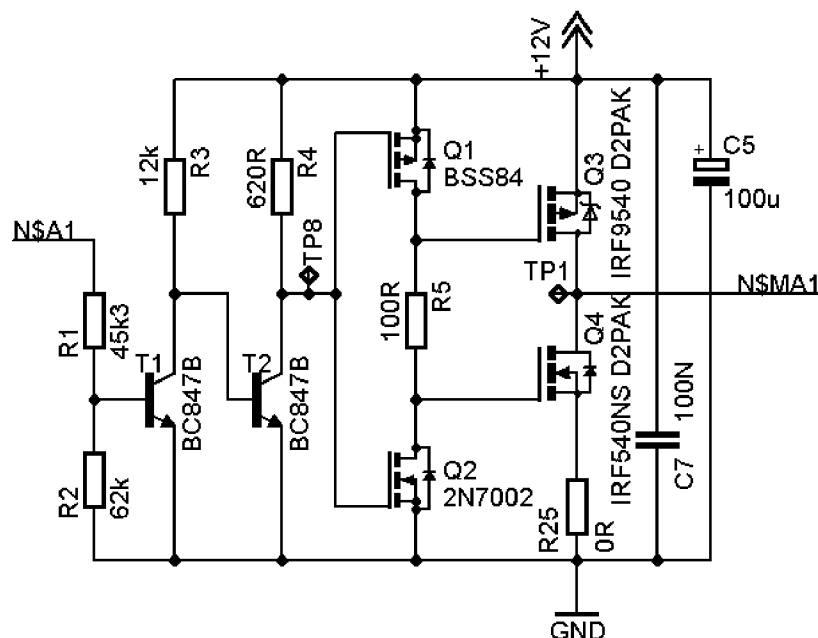 +12V
12k
R3
620R
R4
Q1
BSS84
Q3
IRF9540 D2PAK
+
C5
100u
N$A1
TP8
R1
45k3
T1
BC847B
T2
BC847B
100R
R5
TP1
N$MA1
Q4
IRF540NS D2PAK
100N
C7
R2
62k
Q2
2N7002
R25
0R
GND